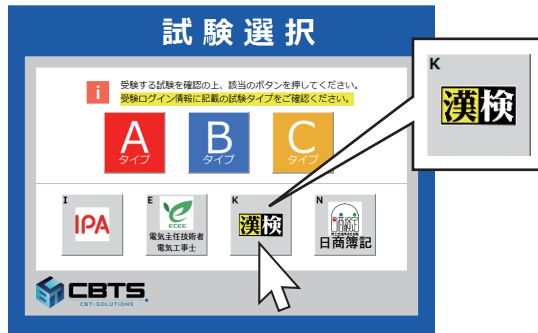 試験選択
K
漢検
i
受験する試験を確認の上、該当のボタンを押してください。
受験ログイン情報に記載の試験タイプをご確認ください。
A
タイプ
B
タイプ
C
タイプ
I
IPA
E
ECEE
電気主任技術者
電気工事士
K
漢検
N
日商簿記
CBTS
CBT-SOLUTIONS